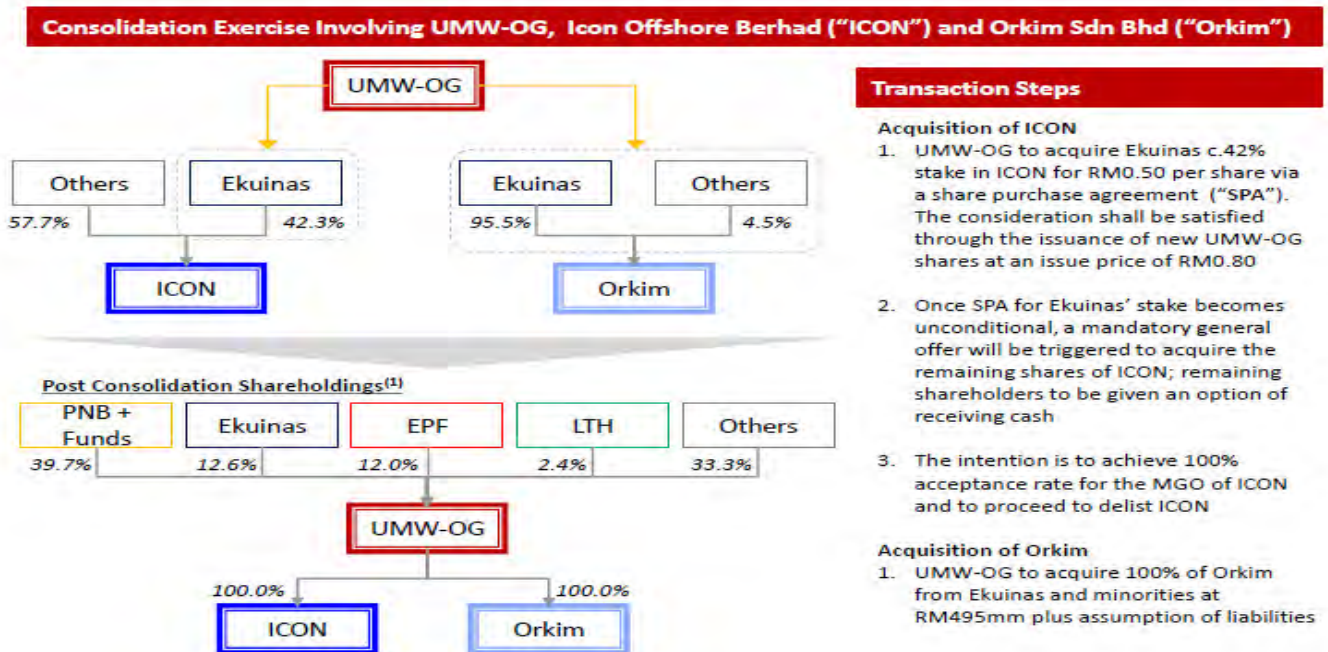 Consolidation Exercise Involving UMW-OG, Icon Offshore Berhad (“ICON”) and Orkim Sdn Bhd (“Orkim”)
UMW-OG
Others
Ekuinas
Ekuinas
Others
57.7%
42.3%
95.5%
4.5%
ICON
Orkim
Post Consolidation Shareholdings(1)
PNB +
Funds
Ekuinas
EPF
LTH
Others
39.7%
12.6%
12.0%
2.4%
33.3%
UMW-OG
100.0%
100.0%
ICON
Orkim
Transaction Steps
Acquisition of ICON
1. UMW-OG to acquire Ekuinas c.42%
stake in ICON for RM0.50 per share via
a share purchase agreement (“SPA”).
The consideration shall be satisfied
through the issuance of new UMW-OG
shares at an issue price of RM0.80
2. Once SPA for Ekuinas’ stake becomes
unconditional, a mandatory general
offer will be triggered to acquire the
remaining shares of ICON; remaining
shareholders to be given an option of
receiving cash
3. The intention is to achieve 100%
acceptance rate for the MGO of ICON
and to proceed to delist ICON
Acquisition of Orkim
1. UMW-OG to acquire 100% of Orkim
from Ekuinas and minorities at
RM495mm plus assumption of liabilities